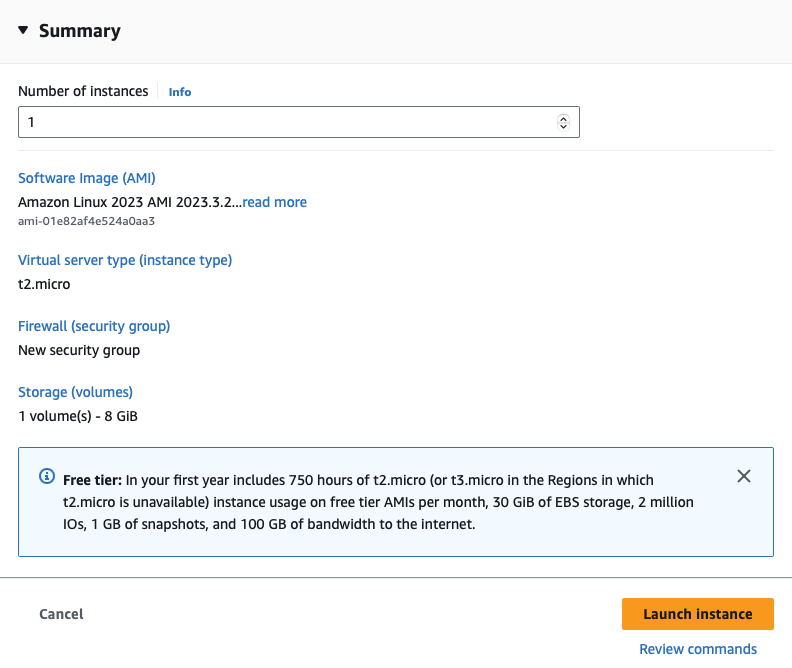 Summary
Number of instances Info
1
Software Image (AMI)
Amazon Linux 2023 AMI 2023.3.2...read more
ami-01e82af4e524a0aa3
Virtual server type (instance type)
t2.micro
Firewall (security group)
New security group
Storage (volumes)
1 volume(s) - 8 GiB
Free tier: In your first year includes 750 hours of t2.micro (or t3.micro in the Regions in which
t2.micro is unavailable) instance usage on free tier AMIs per month, 30 GiB of EBS storage, 2 million
IOs, 1 GB of snapshots, and 100 GB of bandwidth to the internet.
Cancel
Launch instance
Review commands